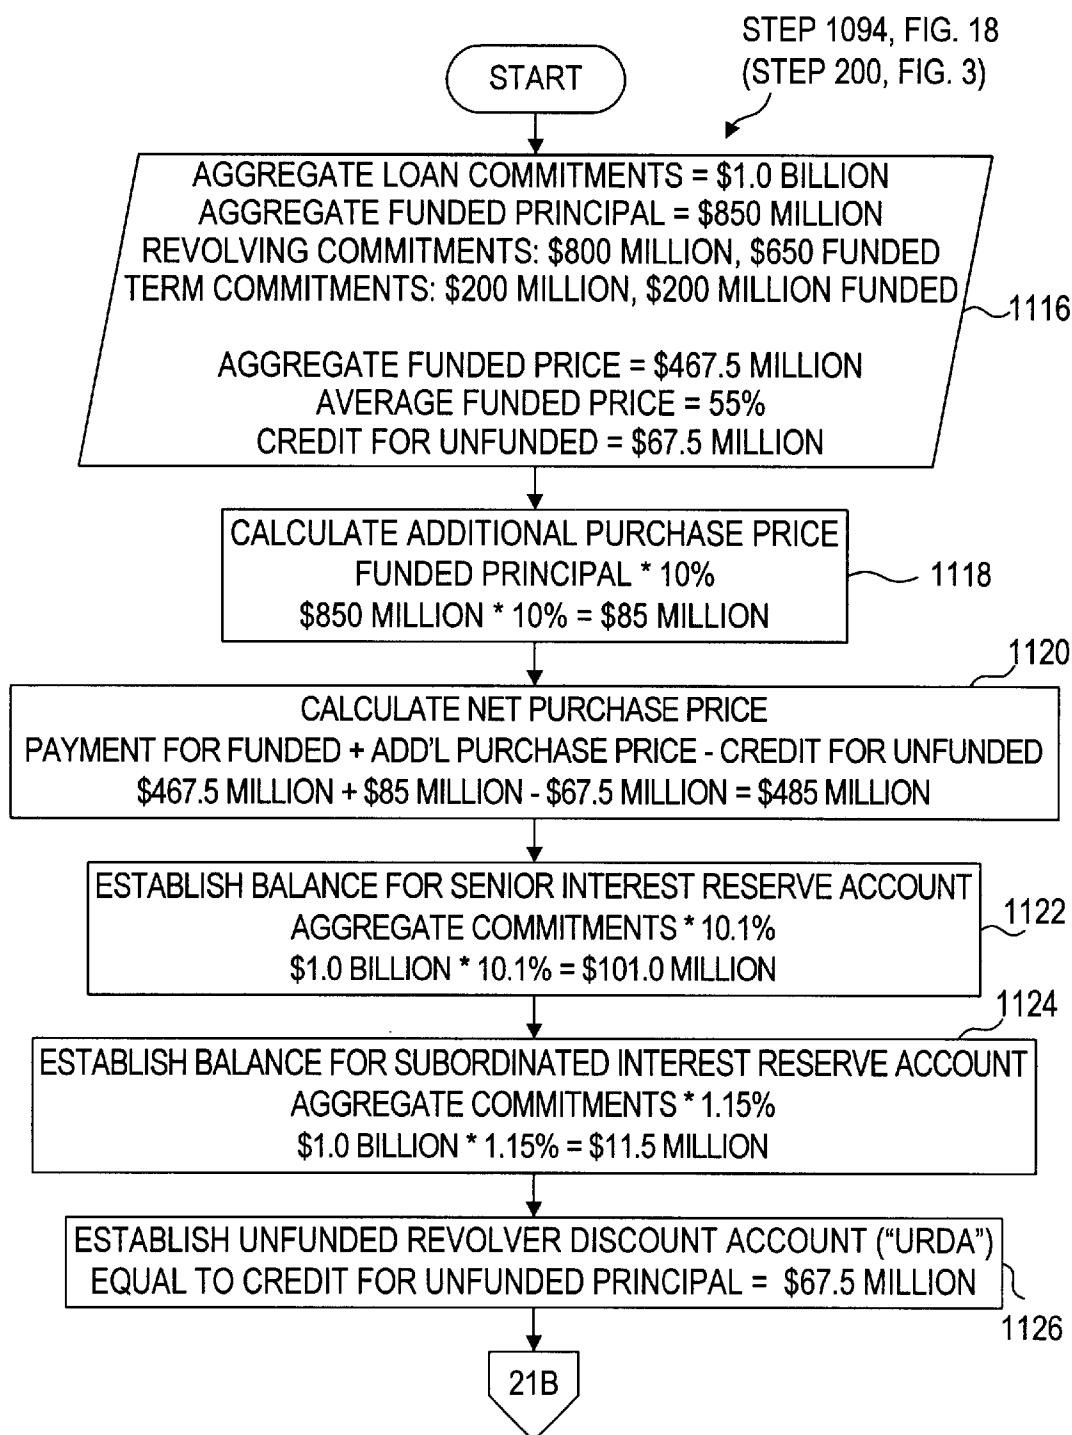 STEP 1094, FIG. 18
(STEP 200, FIG. 3)
START
AGGREGATE LOAN COMMITMENTS = $1.0 BILLION
AGGREGATE FUNDED PRINCIPAL = $850 MILLION
REVOLVING COMMITMENTS: $800 MILLION, $650 FUNDED
TERM COMMITMENTS: $200 MILLION, $200 MILLION FUNDED
1116
AGGREGATE FUNDED PRICE = $467.5 MILLION
AVERAGE FUNDED PRICE = 55%
CREDIT FOR UNFUNDED = $67.5 MILLION
CALCULATE ADDITIONAL PURCHASE PRICE
FUNDED PRINCIPAL * 10%
$850 MILLION * 10% = $85 MILLION
1118
1120
CALCULATE NET PURCHASE PRICE
PAYMENT FOR FUNDED + ADD'L PURCHASE PRICE - CREDIT FOR UNFUNDED
$467.5 MILLION + $85 MILLION - $67.5 MILLION = $485 MILLION
ESTABLISH BALANCE FOR SENIOR INTEREST RESERVE ACCOUNT
AGGREGATE COMMITMENTS * 10.1%
$1.0 BILLION * 10.1% = $101.0 MILLION
1122
1124
ESTABLISH BALANCE FOR SUBORDINATED INTEREST RESERVE ACCOUNT
AGGREGATE COMMITMENTS * 1.15%
$1.0 BILLION * 1.15% = $11.5 MILLION
ESTABLISH UNFUNDED REVOLVER DISCOUNT ACCOUNT (“URDA”)
EQUAL TO CREDIT FOR UNFUNDED PRINCIPAL = $67.5 MILLION
1126
21B